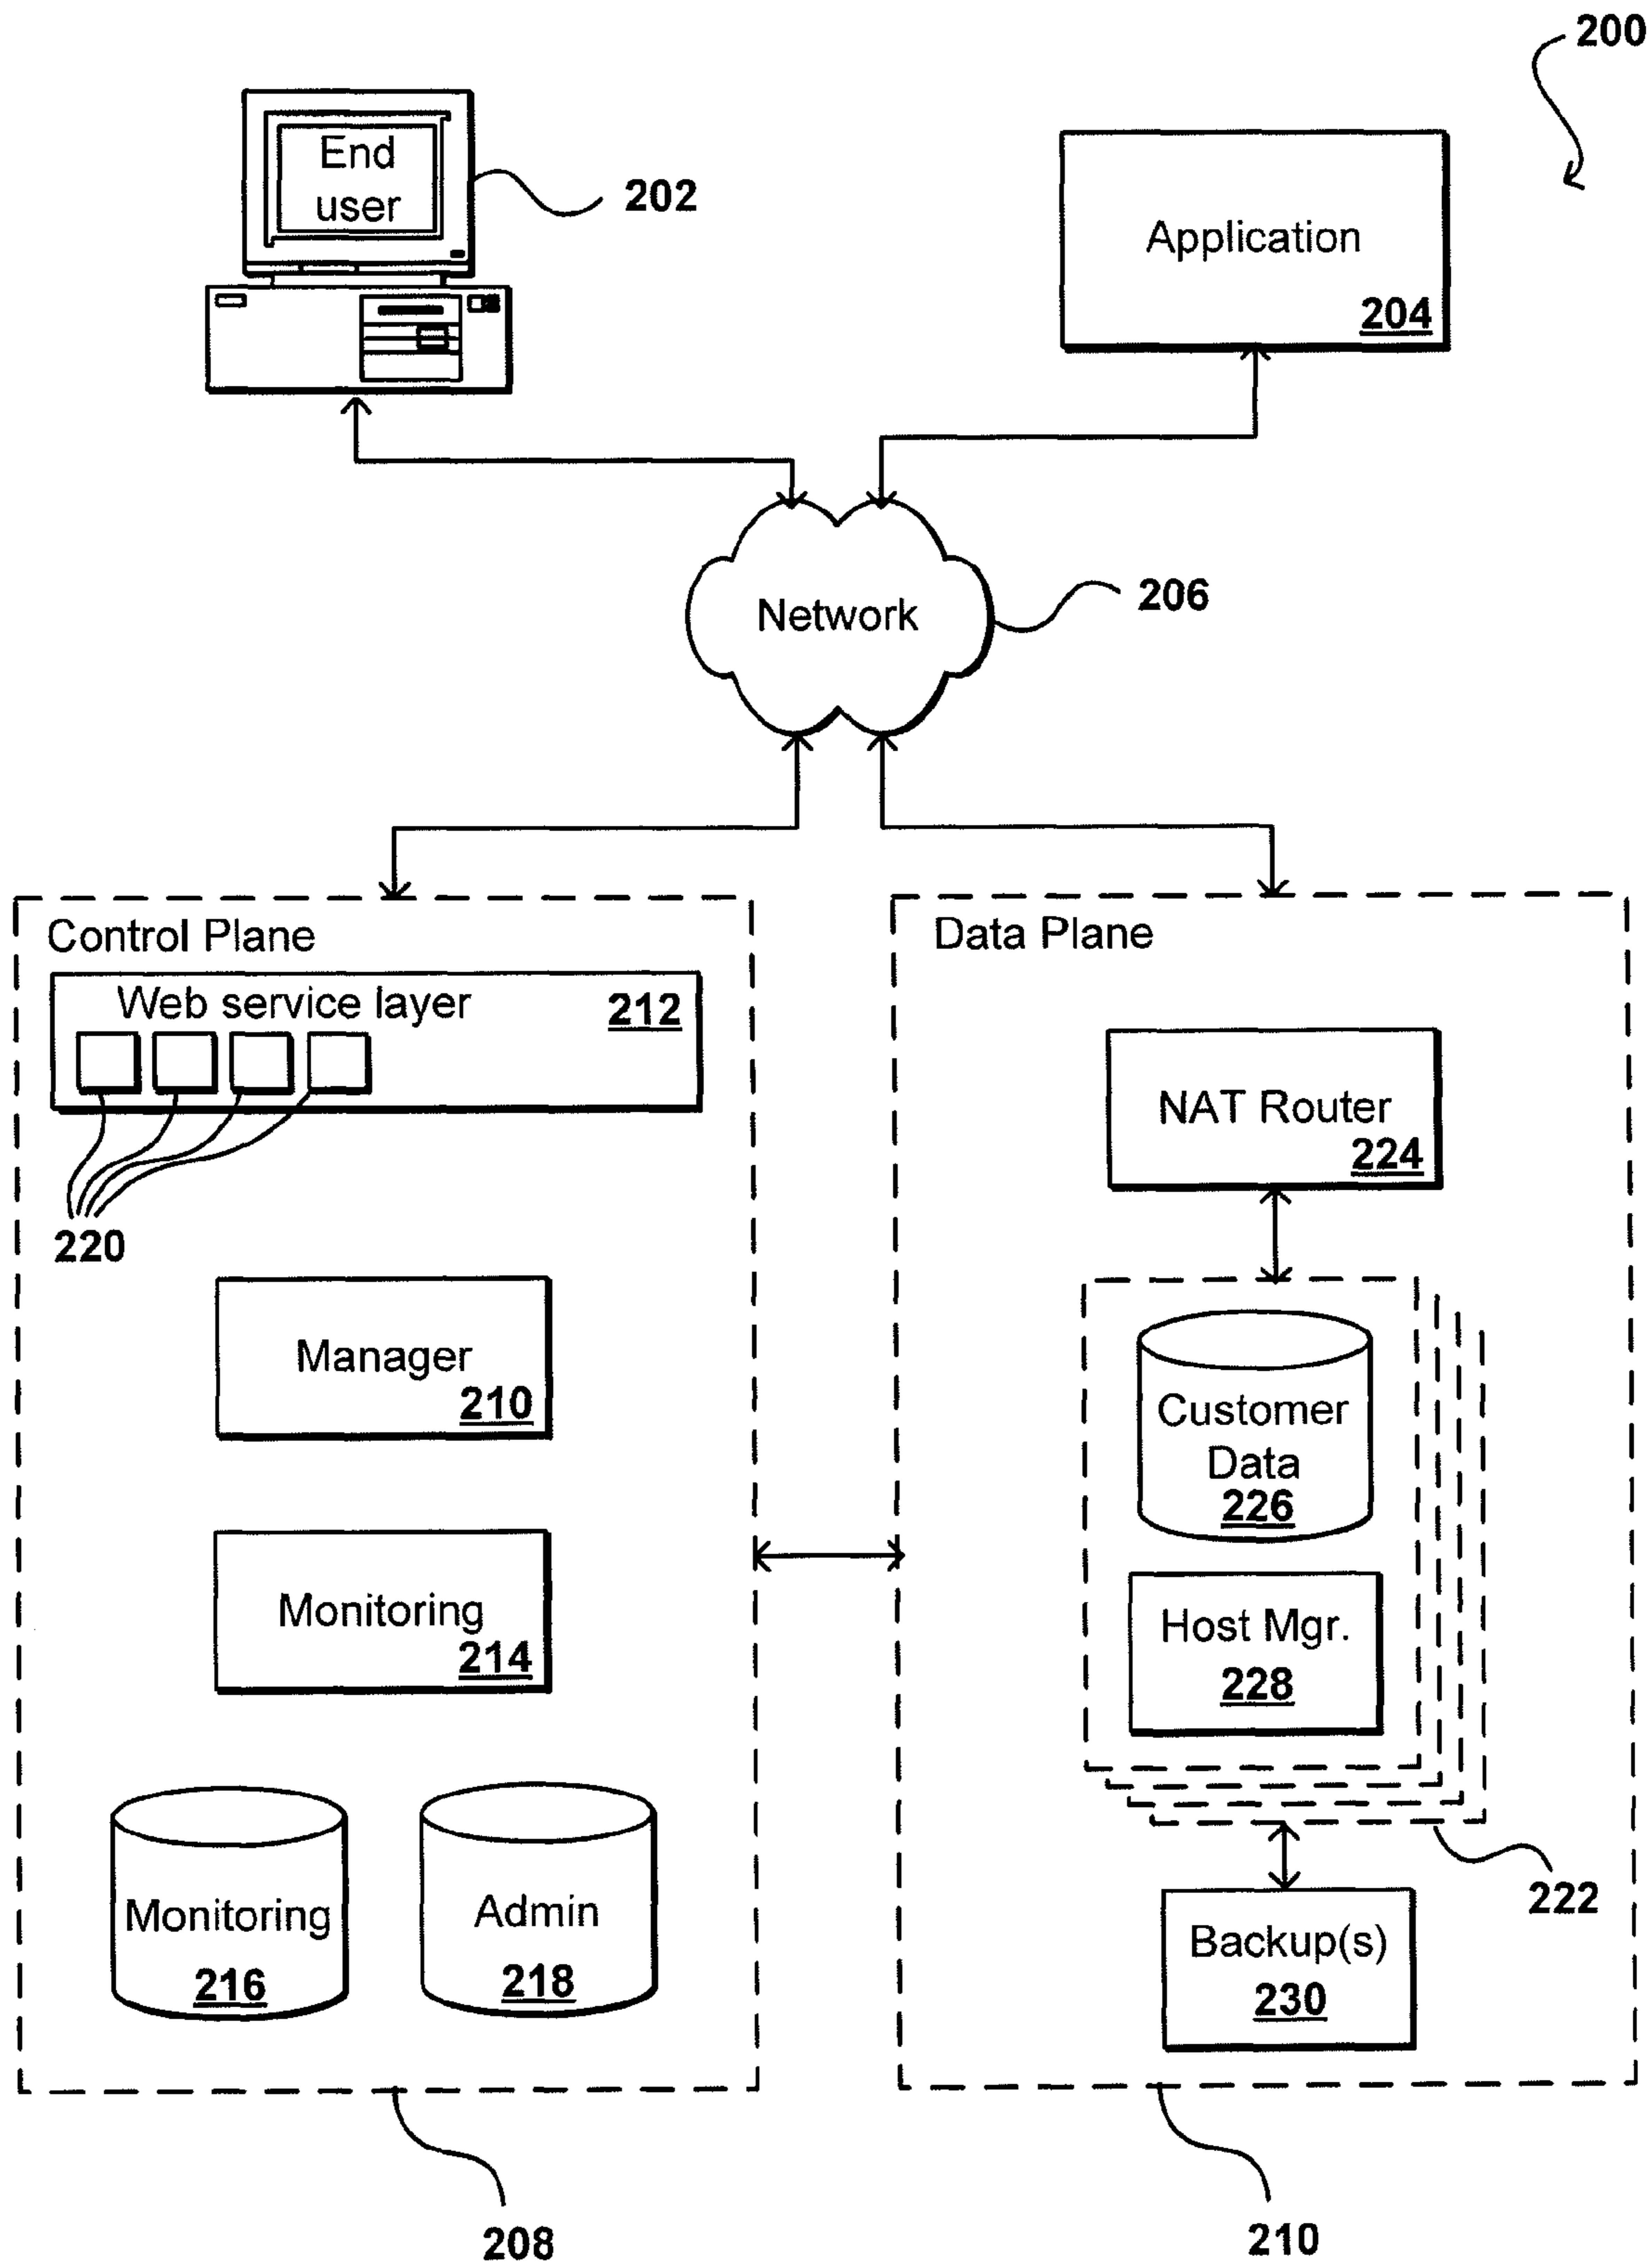 200
End
user
202
Application
204
Network
206
Control Plane
Web service layer
212
220
Manager
210
Monitoring
214
Monitoring
216
Admin
218
208
Data Plane
NAT Router
224
Customer
Data
226
Host Mgr.
228
222
Backup(s)
230
210